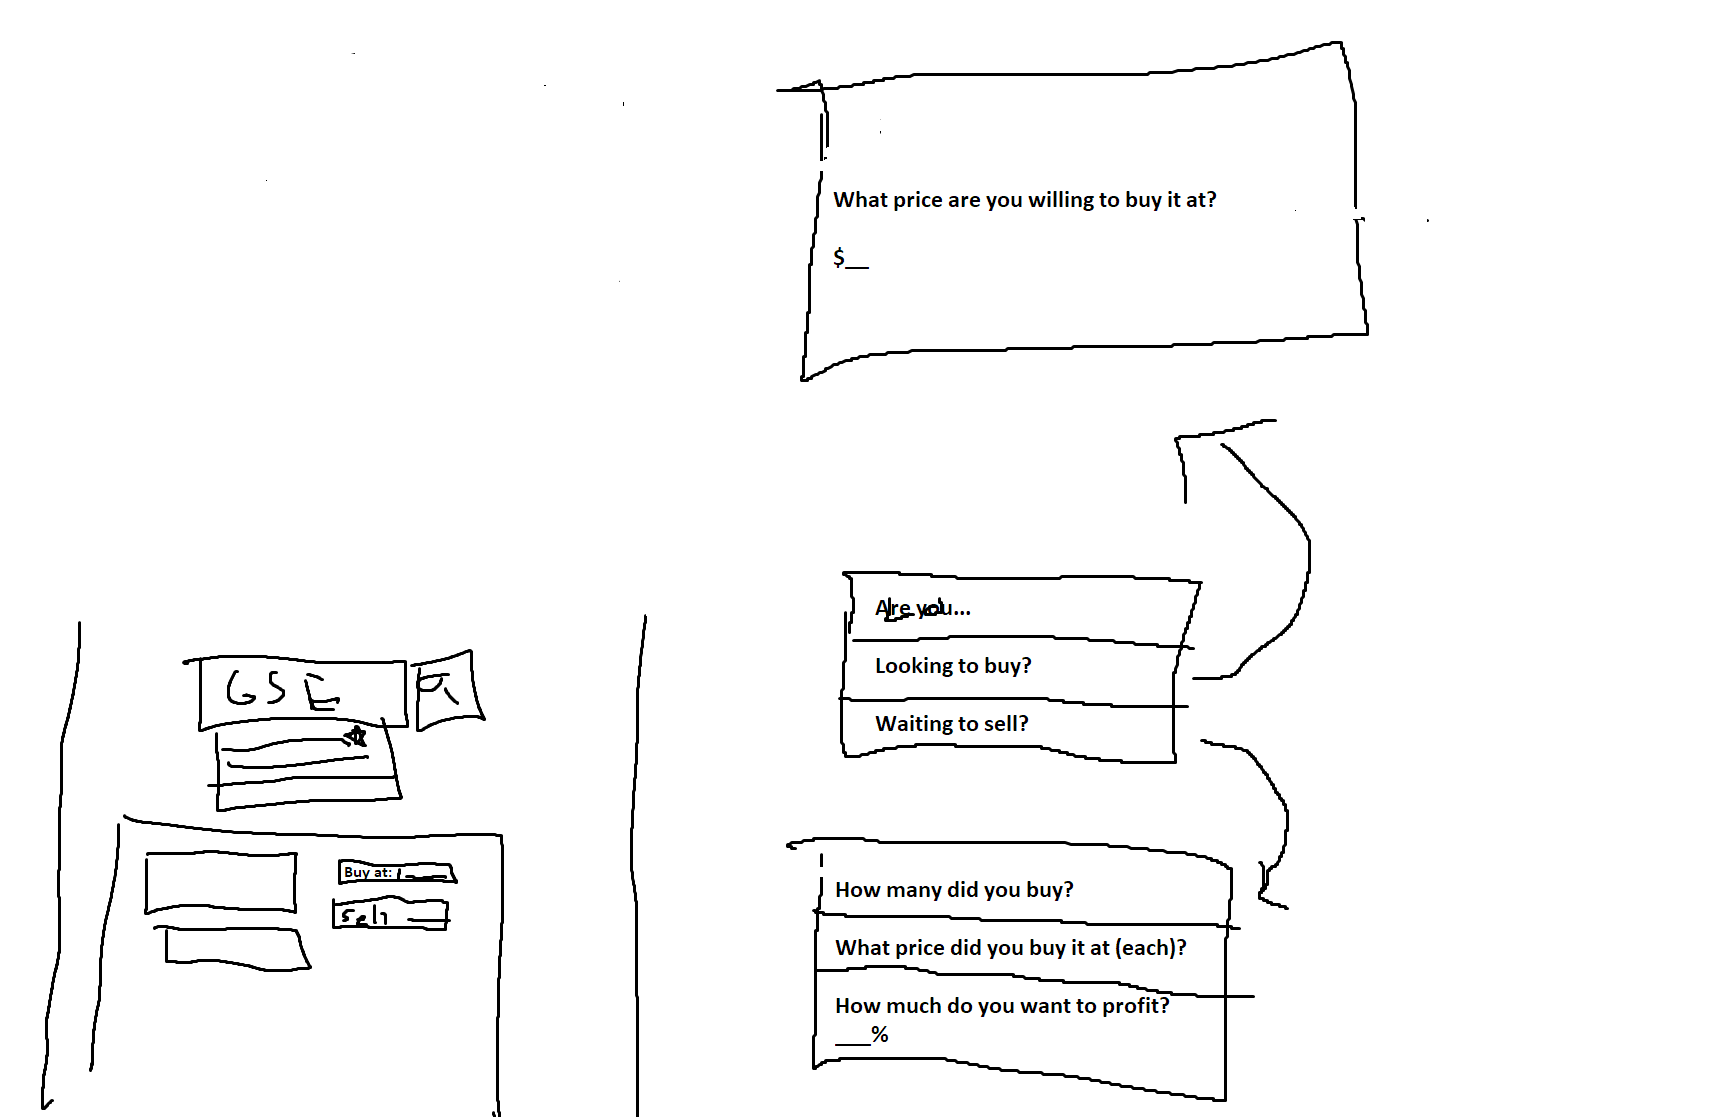 What price are you willing to buy it at?
$__
Are you...
Looking to buy?
Waiting to sell?
GSE
Buy at:
Sell
How many did you buy?
What price did you buy it at (each)?
How much do you want to profit?
___%